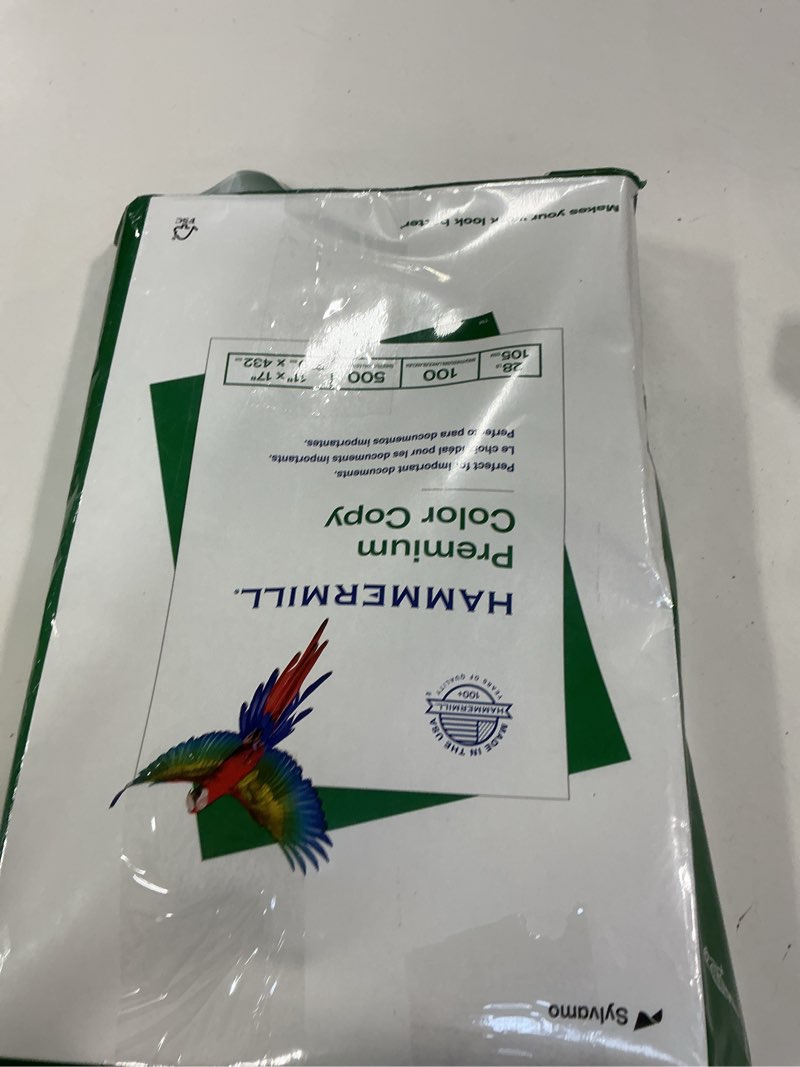 Sylvamo
MADE IN THE USA
HAMMERMILL
100+
YEARS OF QUALITY
HAMMERMILL.
Premium
Color Copy
Perfect for important documents.
Le choix idéal pour les documents importants.
Perfecto para documentos importantes.
28 100 500 11" x 17"
105 x 432
Makes your look
FSC